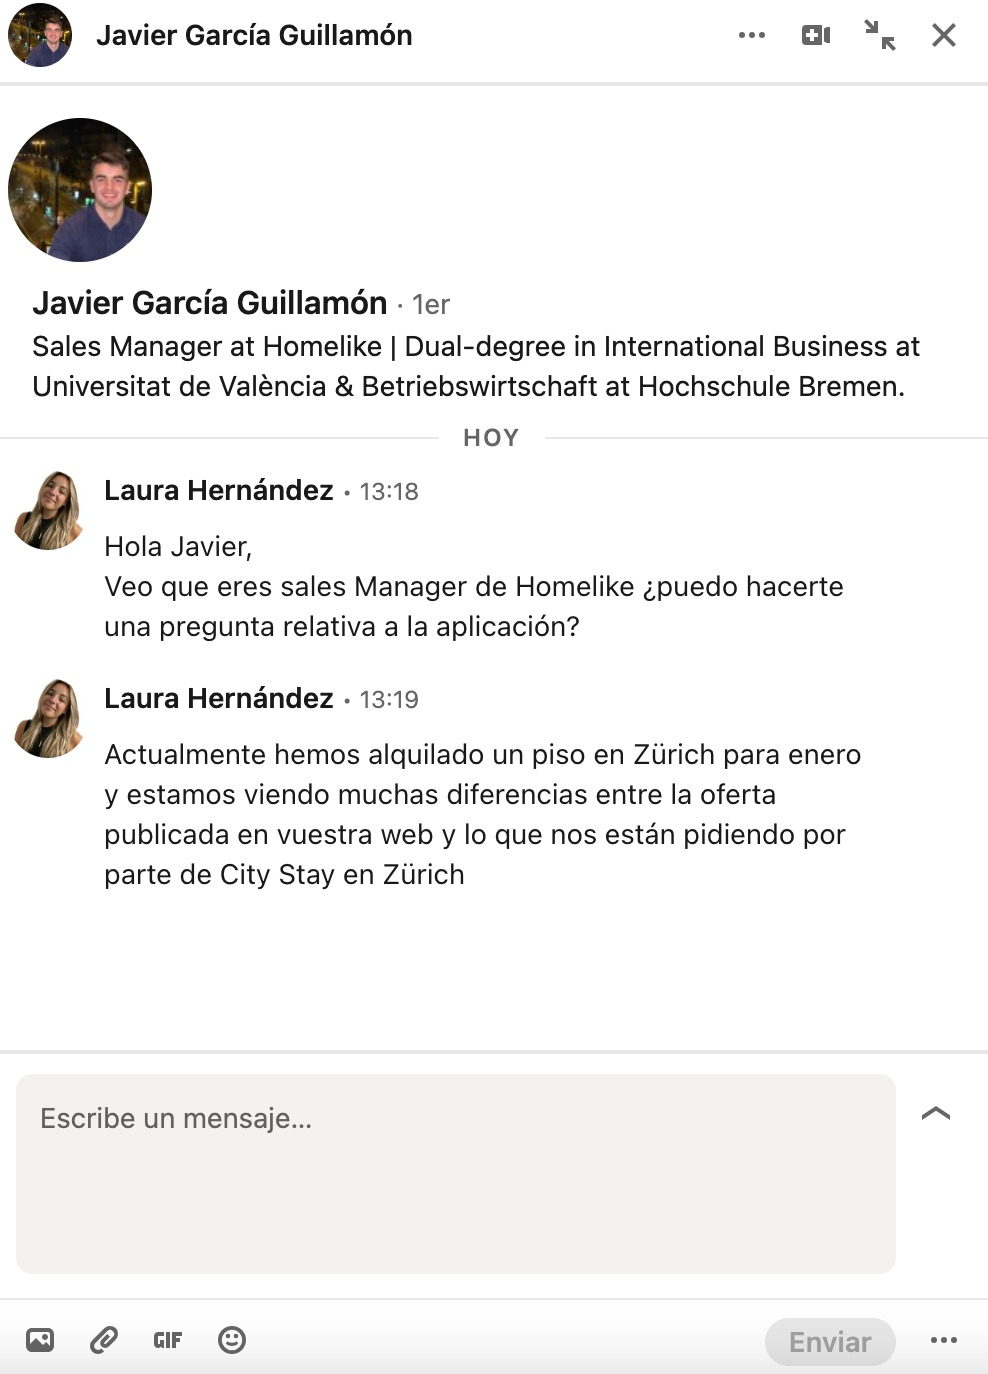 Javier García Guillamón
Javier García Guillamón · 1er
Sales Manager at Homelike | Dual-degree in International Business at
Universitat de València & Betriebswirtschaft at Hochschule Bremen.
HOY
Laura Hernández · 13:18
Hola Javier,
Veo que eres sales Manager de Homelike ¿puedo hacerte
una pregunta relativa a la aplicación?
Laura Hernández · 13:19
Actualmente hemos alquilado un piso en Zürich para enero
y estamos viendo muchas diferencias entre la oferta
publicada en vuestra web y lo que nos están pidiendo por
parte de City Stay en Zürich
Escribe un mensaje...
GIF
Enviar